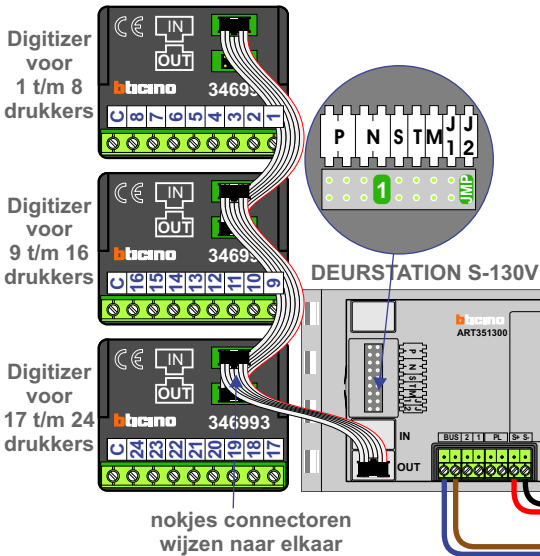 Digitizer
voor
1 t/m 8
drukkers
CE IN
OUT
bticino 34699
C 8 7 6 5 4 3 2 1
Digitizer
voor
9 t/m 16
drukkers
CE IN
OUT
bticino 3469
C 16 15 14 13 12 11 10 9
Digitizer
voor
17 t/m 24
drukkers
CE IN
OUT
bticino 346993
C 24 23 22 21 20 19 18 17
nokjes connectoren
wijzen naar elkaar
P N S T M J1 J2
1 JMP
DEURSTATION S-130V
bticino
ART351300
P N S T M J1 J2
IN
OUT
BUS 2 1 PL S+ S-